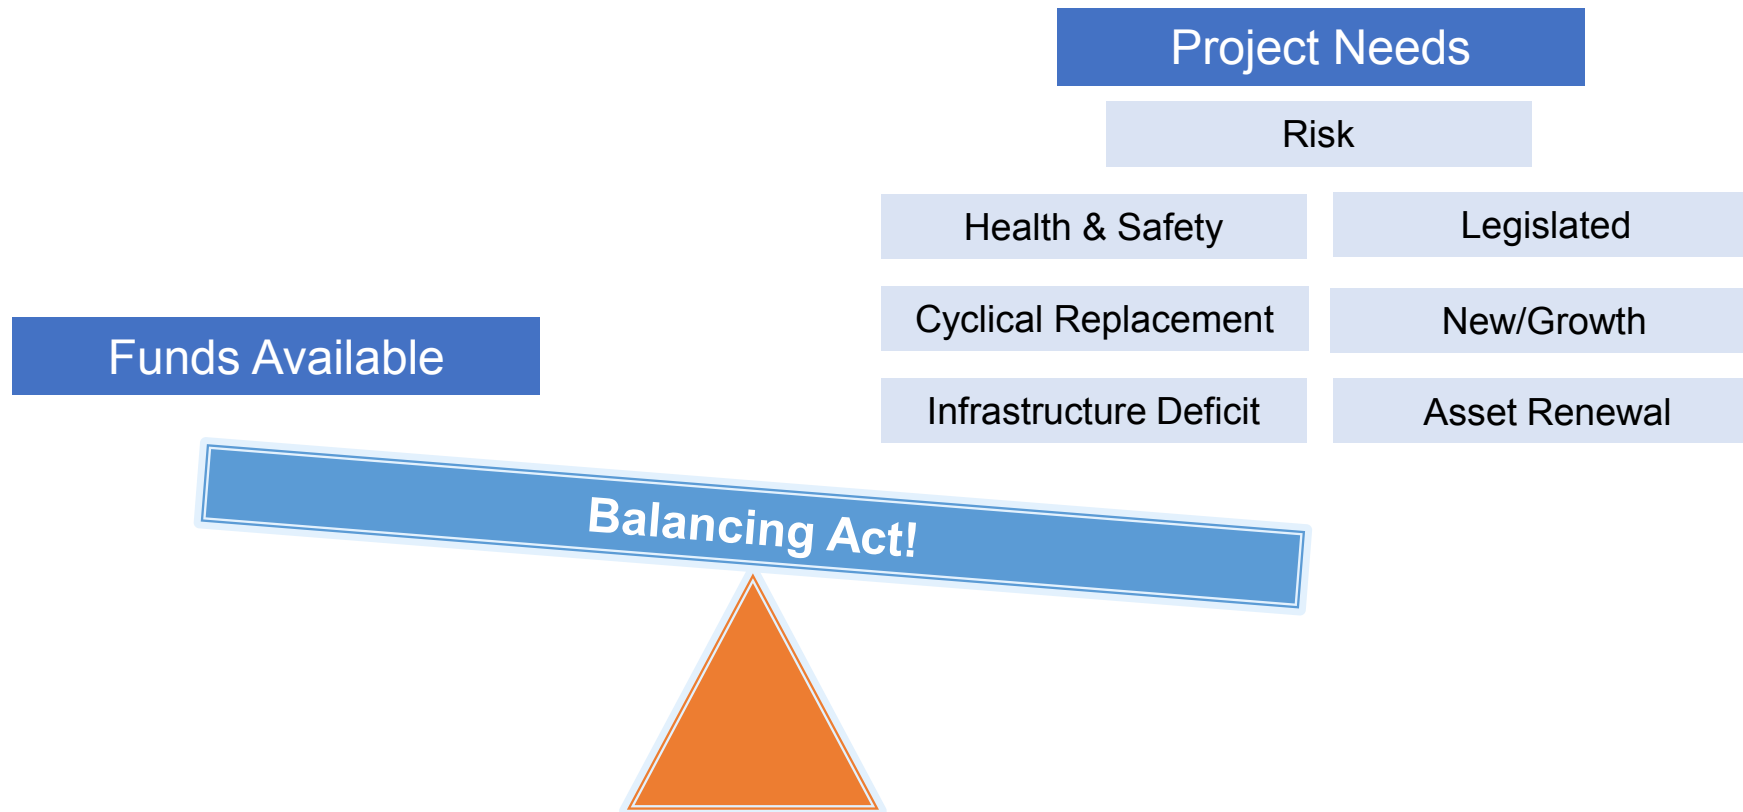 Project Needs
Risk
Health & Safety
Legislated
Cyclical Replacement
New/Growth
Infrastructure Deficit
Asset Renewal
Funds Available
Balancing Act!